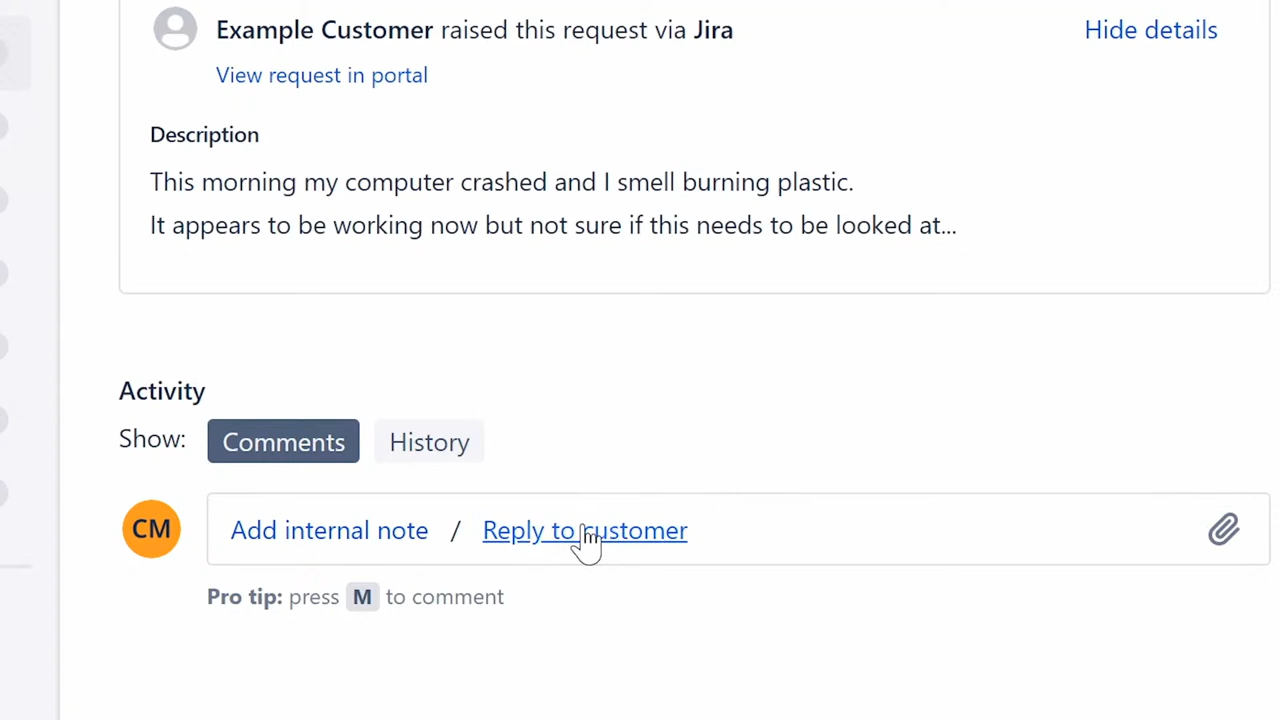 Example Customer raised this request via Jira
Hide details
View request in portal
Description
This morning my computer crashed and I smell burning plastic.
It appears to be working now but not sure if this needs to be looked at...
Activity
Show: Comments History
CM Add internal note / Reply to customer
Pro tip: press M to comment